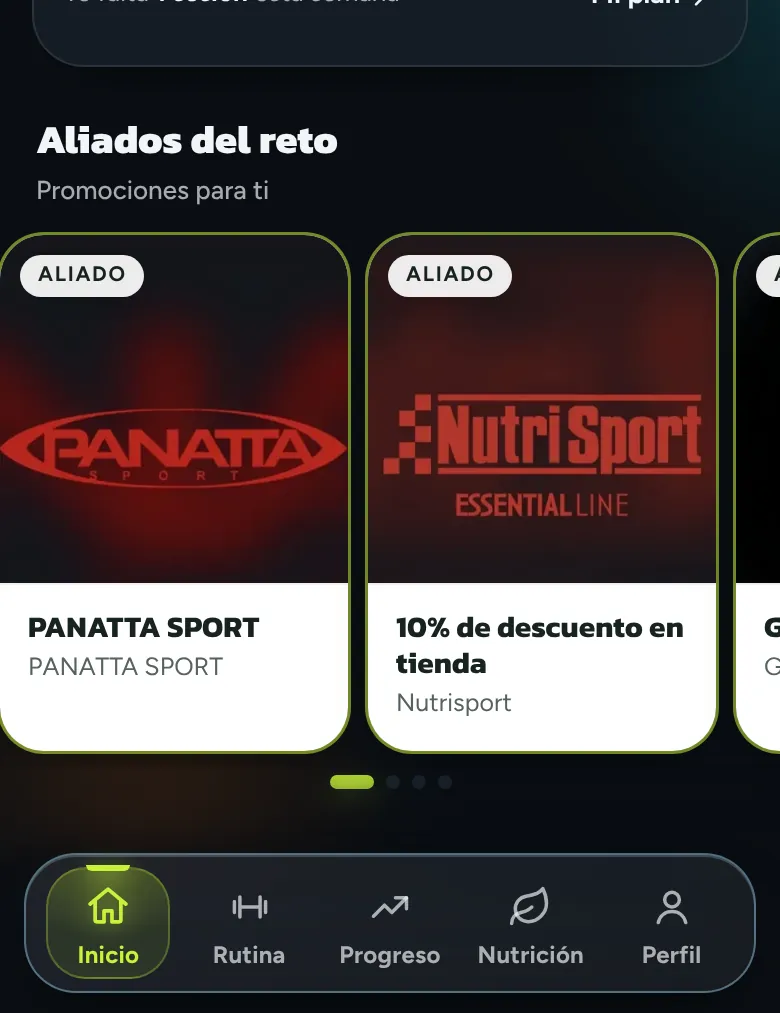 Aliados del reto
Promociones para ti
ALIADO
PANATTA
SPORT
PANATTA SPORT
PANATTA SPORT
ALIADO
NutriSport
ESSENTIAL LINE
10% de descuento en
tienda
Nutrisport
Inicio
Rutina
Progreso
Nutrición
Perfil